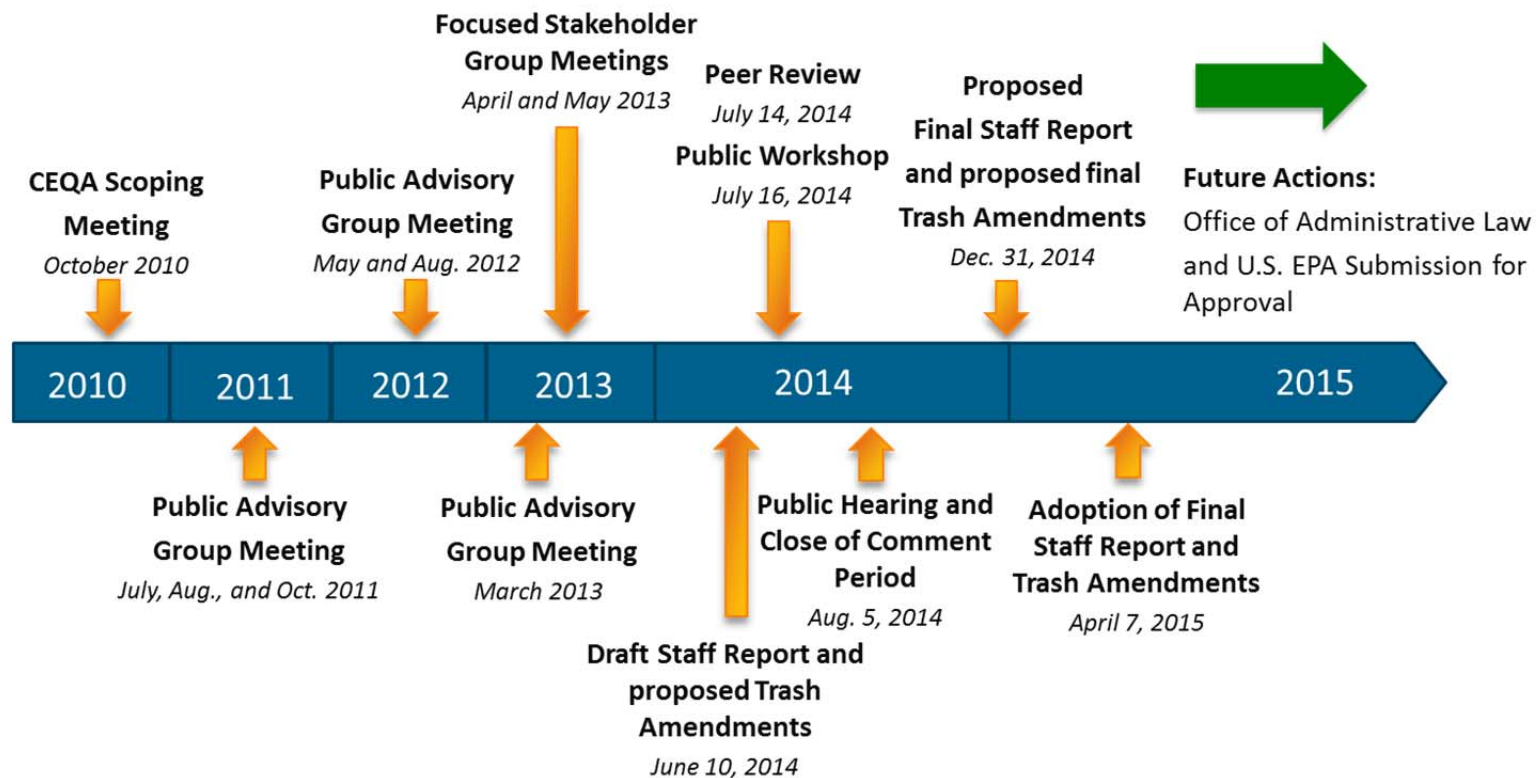 CEQA Scoping
Meeting
October 2010
Public Advisory
Group Meeting
May and Aug. 2012
Focused Stakeholder
Group Meetings
April and May 2013
Peer Review
July 14, 2014
Public Workshop
July 16, 2014
Proposed
Final Staff Report
and proposed final
Trash Amendments
Dec. 31, 2014
Future Actions:
Office of Administrative Law
and U.S. EPA Submission for
Approval
2010
2011
2012
2013
2014
2015
Public Advisory
Group Meeting
July, Aug., and Oct. 2011
Public Advisory
Group Meeting
March 2013
Draft Staff Report and
proposed Trash
Amendments
June 10, 2014
Public Hearing and
Close of Comment
Period
Aug. 5, 2014
Adoption of Final
Staff Report and
Trash Amendments
April 7, 2015